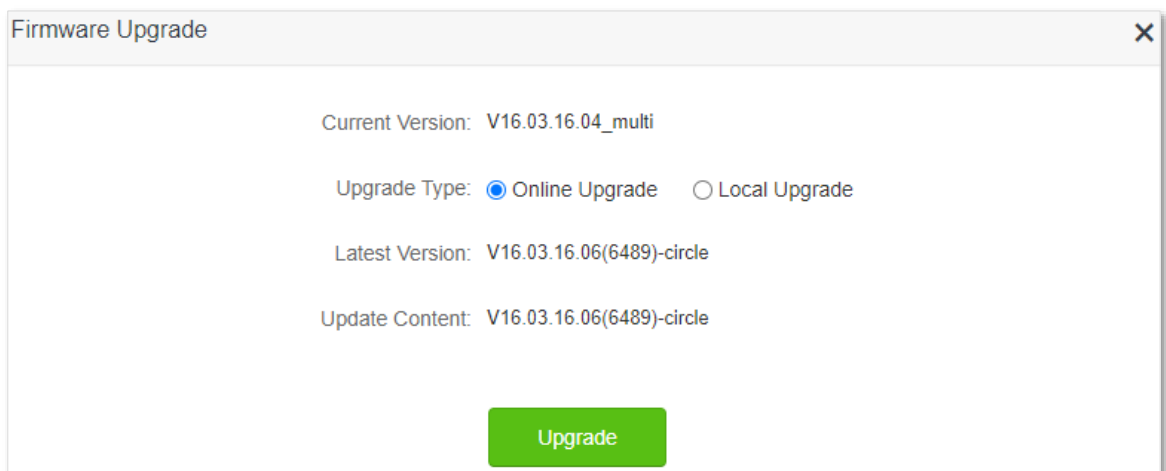 Firmware Upgrade
Current Version: V16.03.16.04_multi
Upgrade Type: Online Upgrade Local Upgrade
Latest Version: V16.03.16.06(6489)-circle
Update Content: V16.03.16.06(6489)-circle
Upgrade